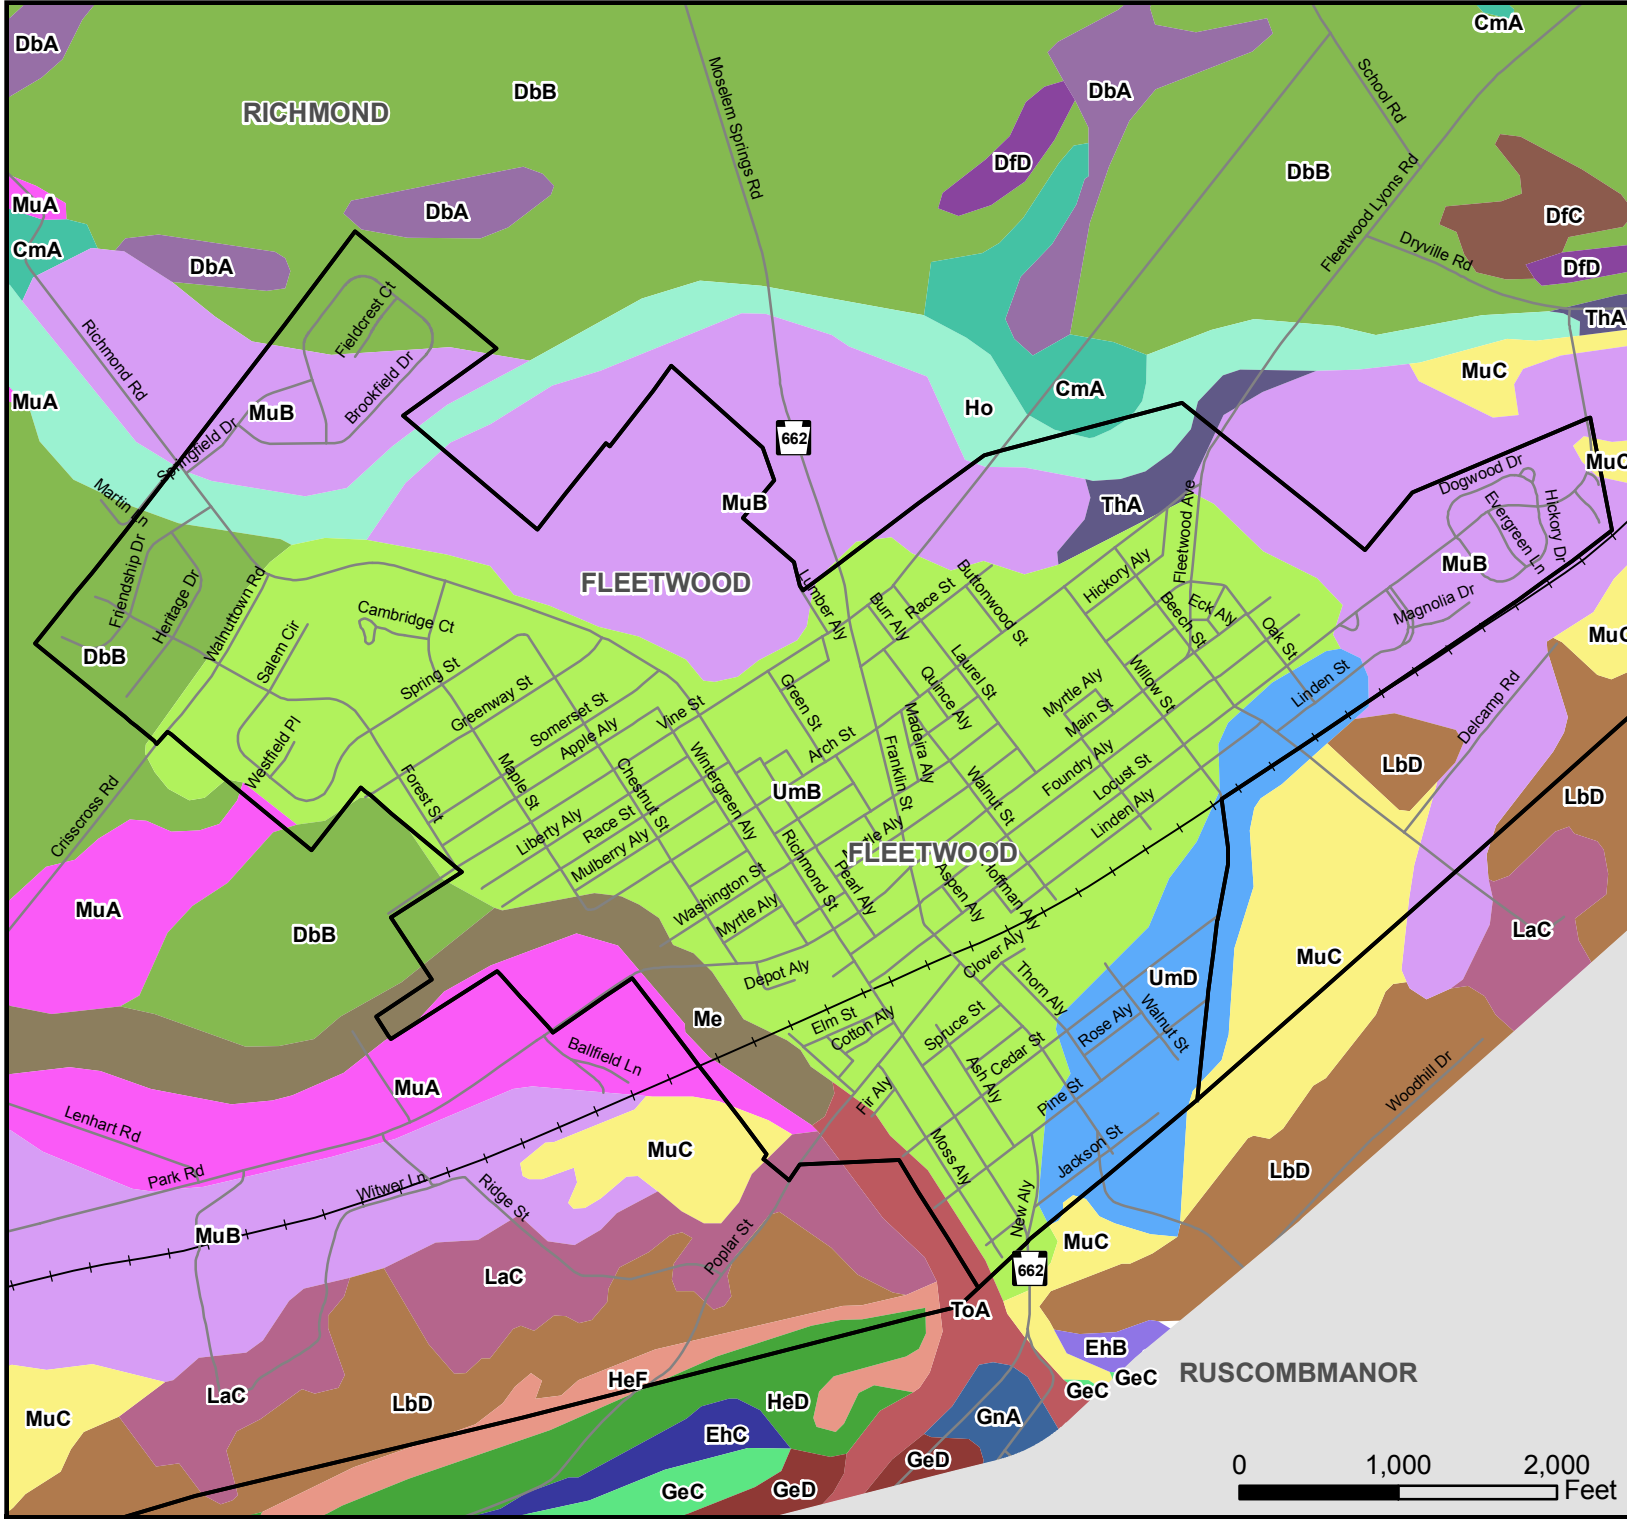 DbA
CmA
DbB
RICHMOND
Moselem Springs Rd
DbA
School Rd
DfD
DbB
Fleetwood Lyons Rd
MuA
DbA
DfC
CmA
DbA
Dryville Rd
DfD
ThA
Fieldcrest Ct
Richmond Rd
Brookfield Dr
MuC
CmA
MuA
MuB
Ho
Springfield Dr
662
MuC
Dogwood Dr
MuB
ThA
Martin Ln
Fleetwood Ave
Evergreen Ln
Hickory Dr
MuB
Friendship Dr
Heritage Dr
Walnuttown Rd
FLEETWOOD
Lumber Aly
Burr Aly
Race St
Buttonwood St
Hickory Aly
Beech St
Eck Aly
Oak St
Magnolia Dr
MuC
Cambridge Ct
DbB
Salem Cir
Spring St
Greenway St
Somerset St
Apple Aly
Vine St
Green St
Arch St
Laurel St
Quince Aly
Madeira Aly
Myrtle Aly
Main St
Willow St
Linden St
Delcamp Rd
Westfield Pl
Forest St
Maple St
Chestnut St
Wintergreen Aly
UmB
Franklin St
Walnut St
Foundry Aly
Locust St
Linden Aly
LbD
LbD
Crisscross Rd
Liberty Aly
Race St
Mulberry Aly
Richmond St
Myrtle Aly
FLEETWOOD
Pearl Aly
Aspen Aly
Hoffman Aly
MuA
Washington St
Myrtle Aly
DbB
LaC
Depot Aly
Clover Aly
Thorn Aly
UmD
MuC
Me
Elm St
Cotton Aly
Spruce St
Rose Aly
Walnut St
Ballfield Ln
Cedar St
Ash Aly
MuA
Fir Aly
Pine St
Woodhill Dr
Lenhart Rd
MuC
Moss Aly
Jackson St
LbD
Park Rd
Witwer Ln
Ridge St
New Aly
MuB
Poplar St
MuC
LaC
662
ToA
EhB
RUSCOMBMANOR
HeF
GeC
GeC
LaC
LbD
HeD
GnA
MuC
EhC
GeD
GeC
GeD
0 1,000 2,000
Feet